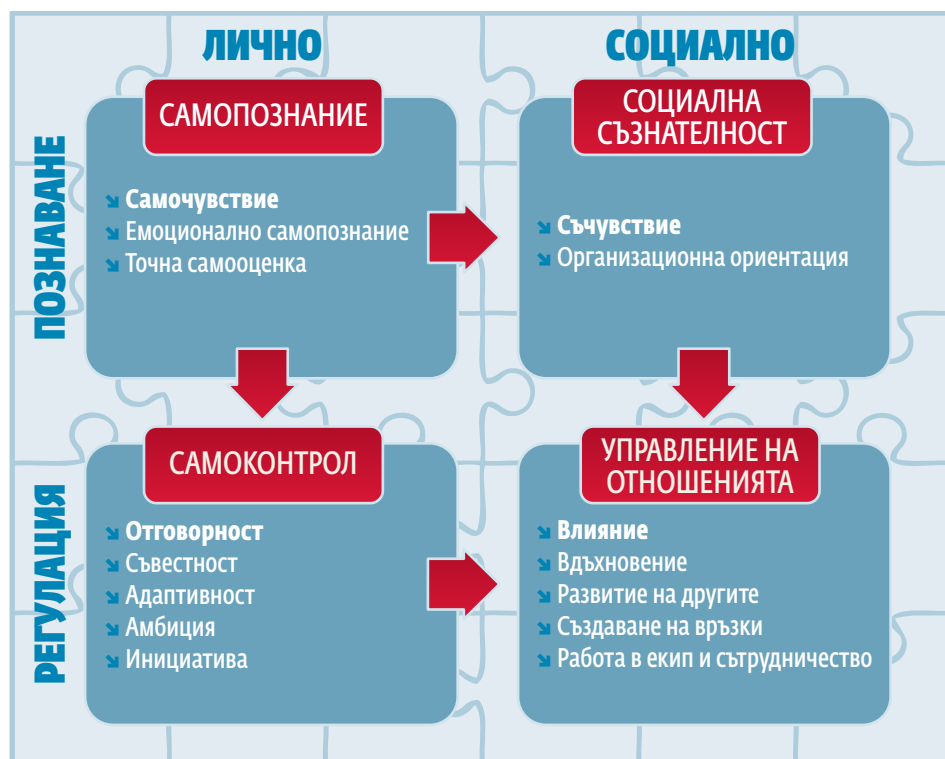 ЛИЧНО
СОЦИАЛНО
ПОЗНАВАНЕ
САМОПОЗНАНИЕ
Самочувствие
Емоционално самопознание
Точна самооценка
СОЦИАЛНА
СЪЗНАТЕЛНОСТ
Съчувствие
Организационна ориентация
РЕГУЛАЦИЯ
САМОКОНТРОЛ
Отговорност
Съвестност
Адаптивност
Амбиция
Инициатива
УПРАВЛЕНИЕ НА
ОТНОШЕНИЯТА
Влияние
Вдъхновение
Развитие на другите
Създаване на връзки
Работа в екип и сътрудничество